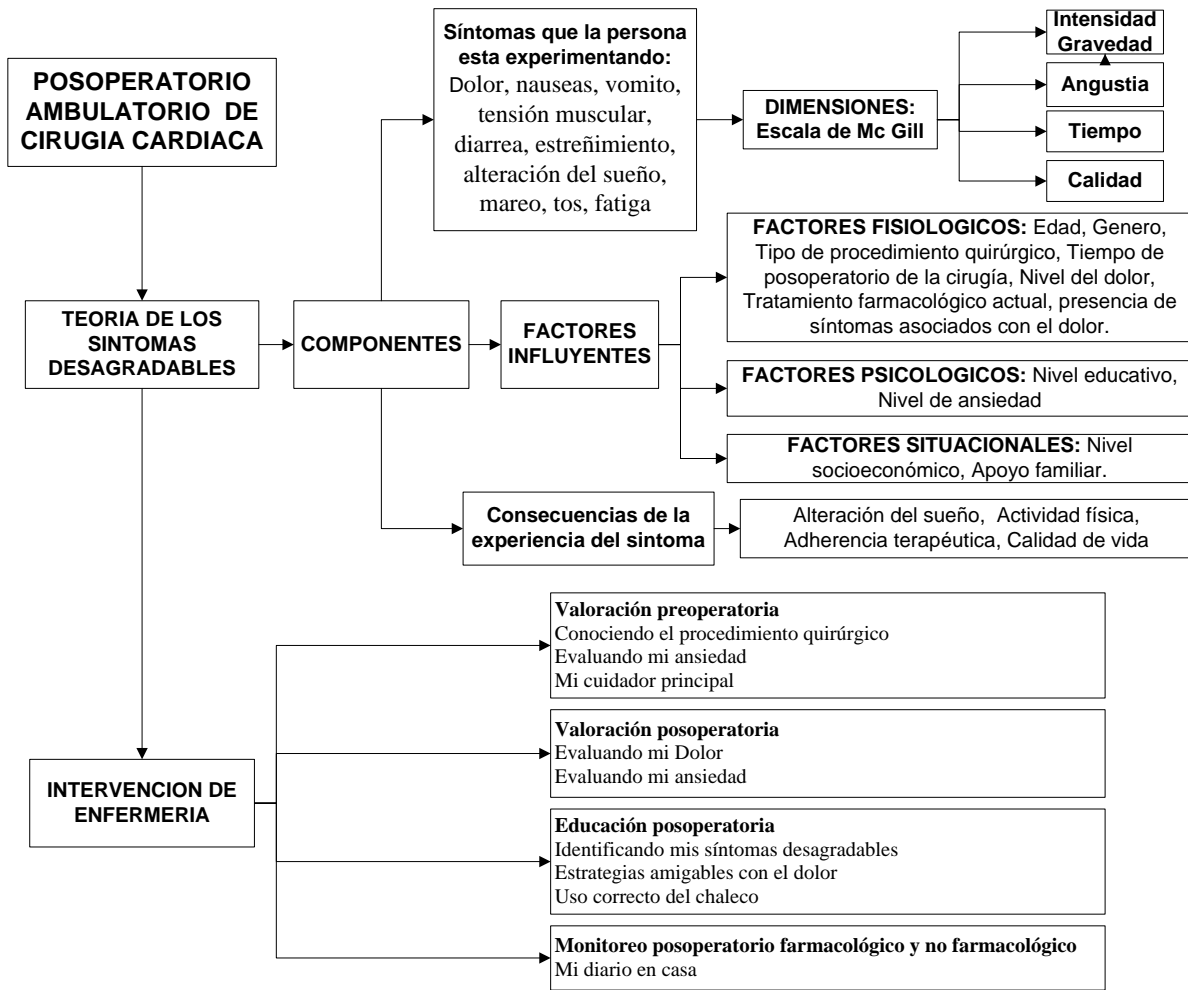 POSOPERATORIO
AMBULATORIO DE
CIRUGIA CARDIACA
Síntomas que la persona
esta experimentando:
Dolor, nauseas, vomito,
tensión muscular,
diarrea, estreñimiento,
alteración del sueño,
mareo, tos, fatiga
DIMENSIONES:
Escala de Mc Gill
Intensidad
Gravedad
Angustia
Tiempo
Calidad
TEORIA DE LOS
SINTOMAS
DESAGRADABLES
COMPONENTES
FACTORES
INFLUYENTES
FACTORES FISIOLOGICOS: Edad, Genero,
Tipo de procedimiento quirúrgico, Tiempo de
posoperatorio de la cirugía, Nivel del dolor,
Tratamiento farmacológico actual, presencia de
síntomas asociados con el dolor.
FACTORES PSICOLOGICOS: Nivel educativo,
Nivel de ansiedad
FACTORES SITUACIONALES: Nivel
socioeconómico, Apoyo familiar.
Consecuencias de la
experiencia del sintoma
Alteración del sueño, Actividad física,
Adherencia terapéutica, Calidad de vida
INTERVENCION DE
ENFERMERIA
Valoración preoperatoria
Conociendo el procedimiento quirúrgico
Evaluando mi ansiedad
Mi cuidador principal
Valoración posoperatoria
Evaluando mi Dolor
Evaluando mi ansiedad
Educación posoperatoria
Identificando mis síntomas desagradables
Estrategias amigables con el dolor
Uso correcto del chaleco
Monitoreo posoperatorio farmacológico y no farmacológico
Mi diario en casa